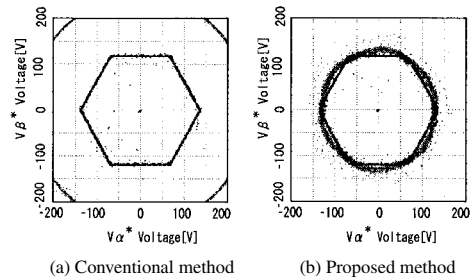 200
100
0
-100
-200
Vβ* Voltage[V]
-200 -100 0 100 200
Vα* Voltage[V]
(a) Conventional method
200
100
0
-100
-200
Vβ* Voltage[V]
-200 -100 0 100 200
Vα* Voltage[V]
(b) Proposed method